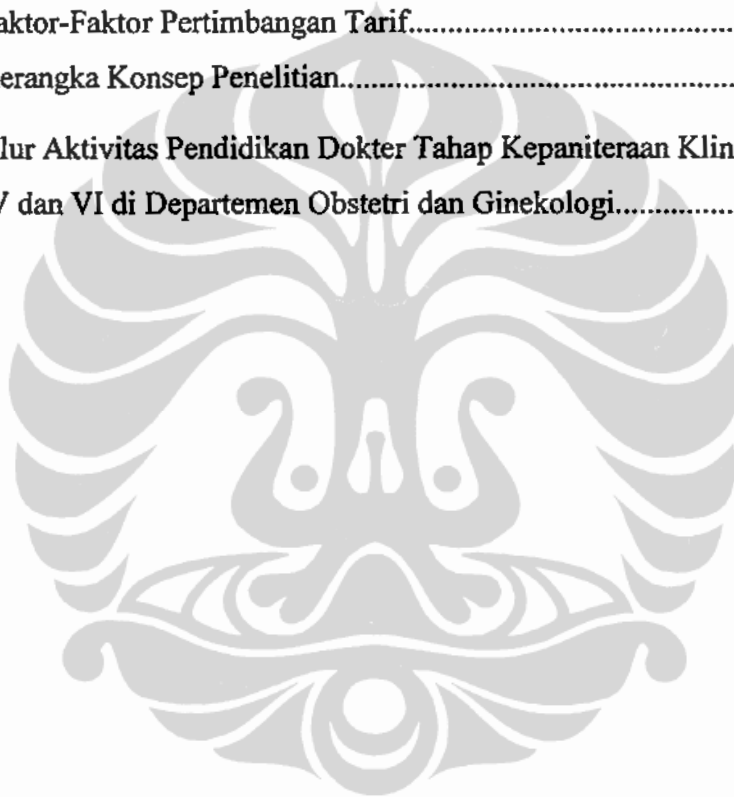 aktor-Faktor Pertimbangan Tarif...................................
erangka Konsep Penelitian............................................
lur Aktivitas Pendidikan Dokter Tahap Kepaniteraan Klin
V dan VI di Departemen Obstetri dan Ginekologi...............